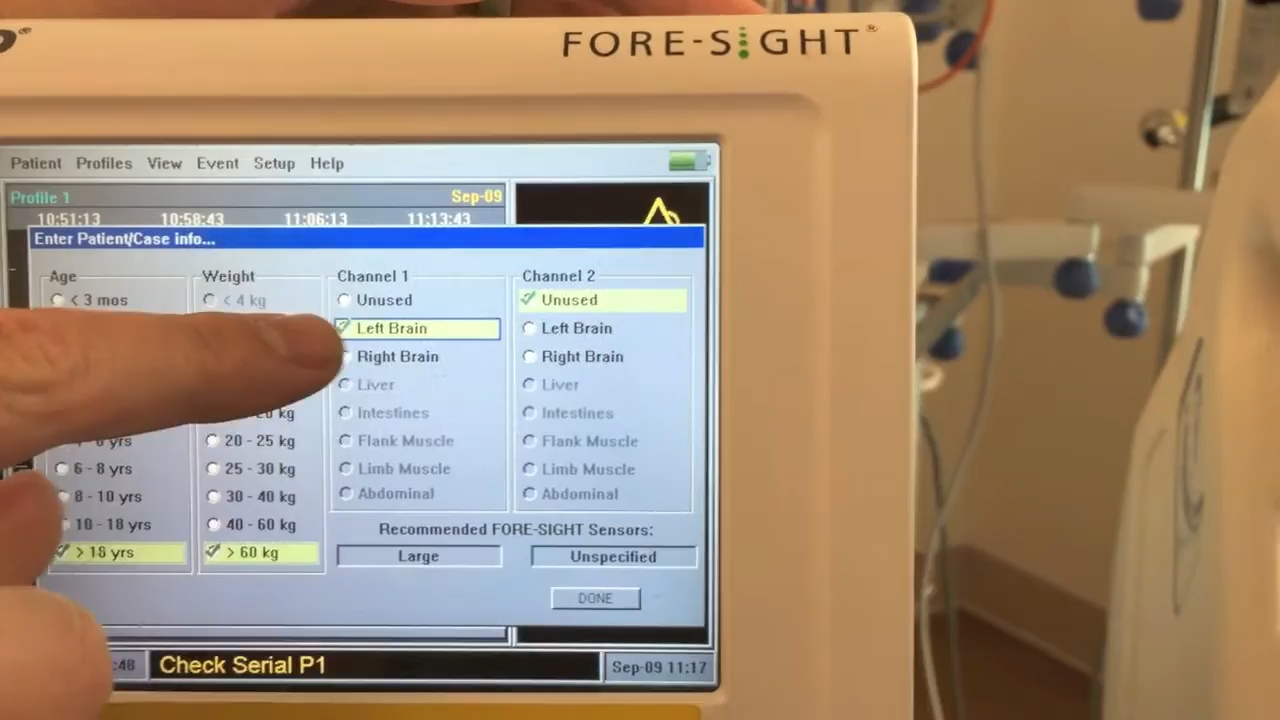 FORE-SIGHT®
Patient Profiles View Event Setup Help
Profile 1 Sep-09
10:51:13 10:58:43 11:06:13 11:13:43
Enter Patient/Case info...
Age Weight Channel 1 Channel 2
< 3 mos < 4 kg Unused Unused
Left Brain Left Brain
Right Brain Right Brain
Liver Liver
kg Intestines Intestines
yrs 20 - 25 kg Flank Muscle Flank Muscle
6 - 8 yrs 25 - 30 kg Limb Muscle Limb Muscle
8 - 10 yrs 30 - 40 kg Abdominal Abdominal
10 - 18 yrs 40 - 60 kg Recommended FORE-SIGHT Sensors:
> 18 yrs > 60 kg Large Unspecified
DONE
:48 Check Serial P1 Sep-09 11:17